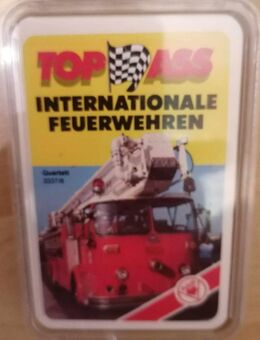 TOP ASS
INTERNATIONALE
FEUERWEHREN
Quartett